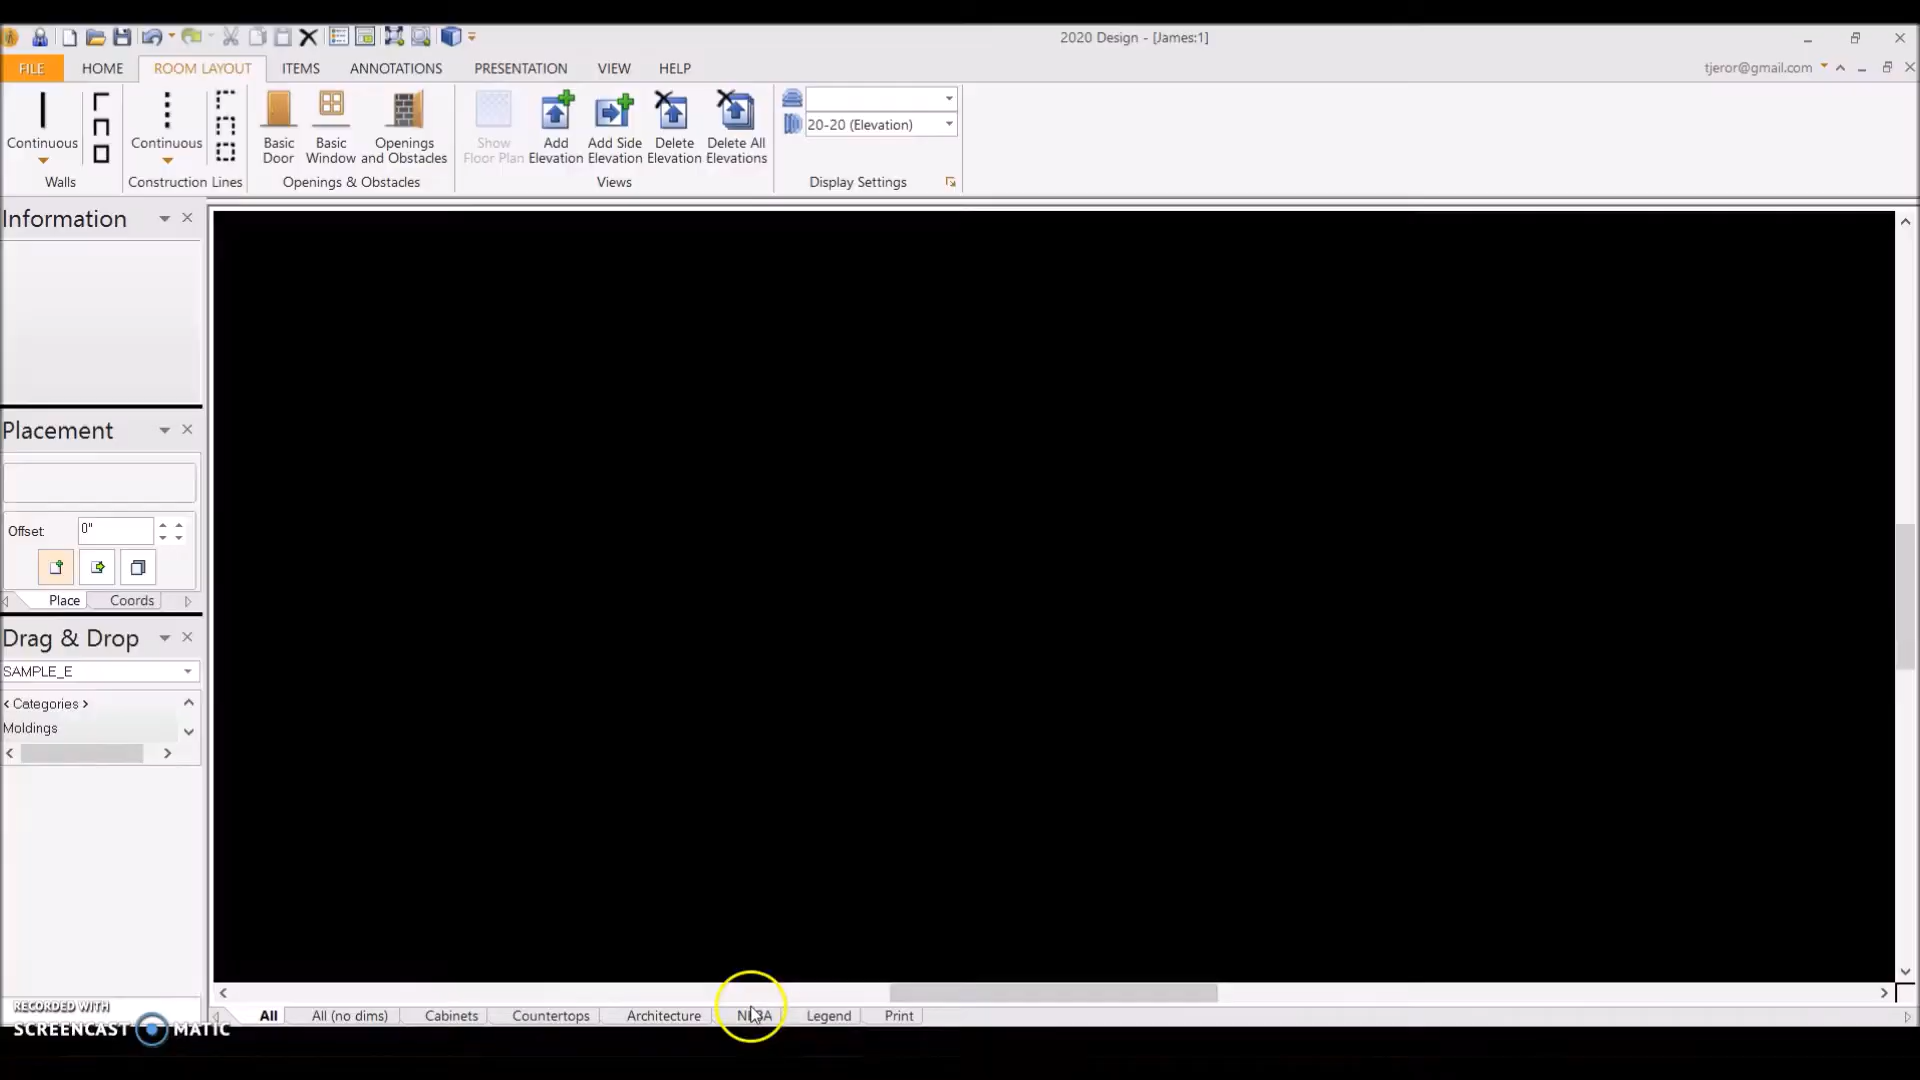 2020 Design - [James:1]
FILE HOME ROOM LAYOUT ITEMS ANNOTATIONS PRESENTATION VIEW HELP tjeror@gmail.com
Continuous
Walls
Continuous
Construction Lines
Basic Door
Basic Window
Openings and Obstacles
Openings & Obstacles
Show Floor Plan
Add Elevation
Add Side Elevation
Delete Elevation
Delete All Elevations
Views
20-20 (Elevation)
Display Settings
Information
Placement
Offset: 0"
Place Coords
Drag & Drop
SAMPLE_E
< Categories >
Moldings
All All (no dims) Cabinets Countertops Architecture Legend Print
RECORDED WITH
SCREENCAST MATIC